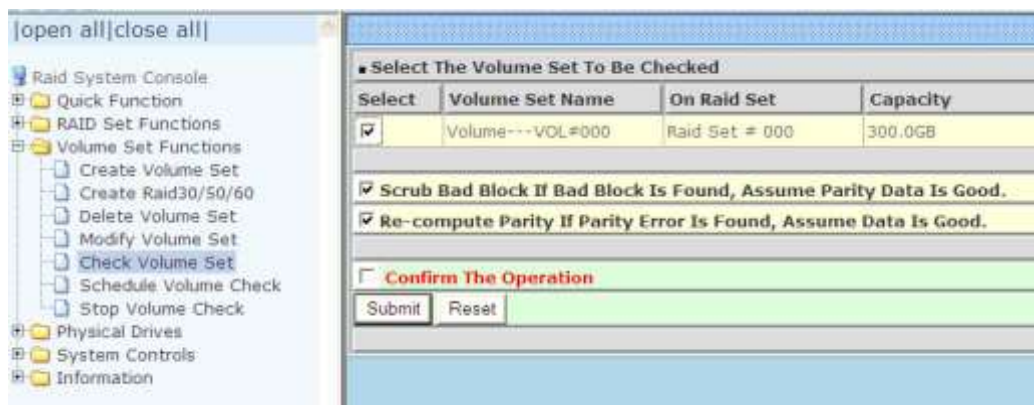 |open all|close all|
Raid System Console
Quick Function
RAID Set Functions
Volume Set Functions
Create Volume Set
Create Raid30/50/60
Delete Volume Set
Modify Volume Set
Check Volume Set
Schedule Volume Check
Stop Volume Check
Physical Drives
System Controls
Information
Select The Volume Set To Be Checked
Select Volume Set Name On Raid Set Capacity
Volume---VOL#000 Raid Set # 000 300.0GB
Scrub Bad Block If Bad Block Is Found, Assume Parity Data Is Good.
Re-compute Parity If Parity Error Is Found, Assume Data Is Good.
Confirm The Operation
Submit Reset